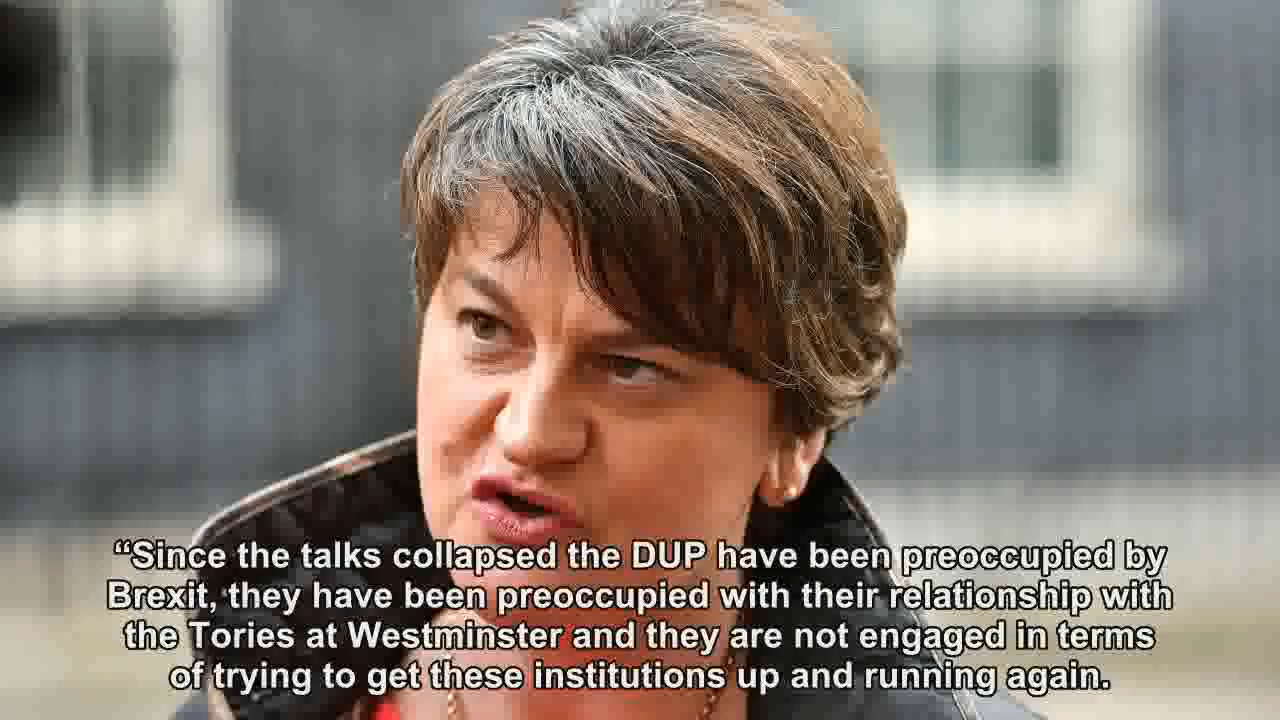 “Since the talks collapsed the DUP have been preoccupied by
Brexit, they have been preoccupied with their relationship with
the Tories at Westminster and they are not engaged in terms
of trying to get these institutions up and running again.